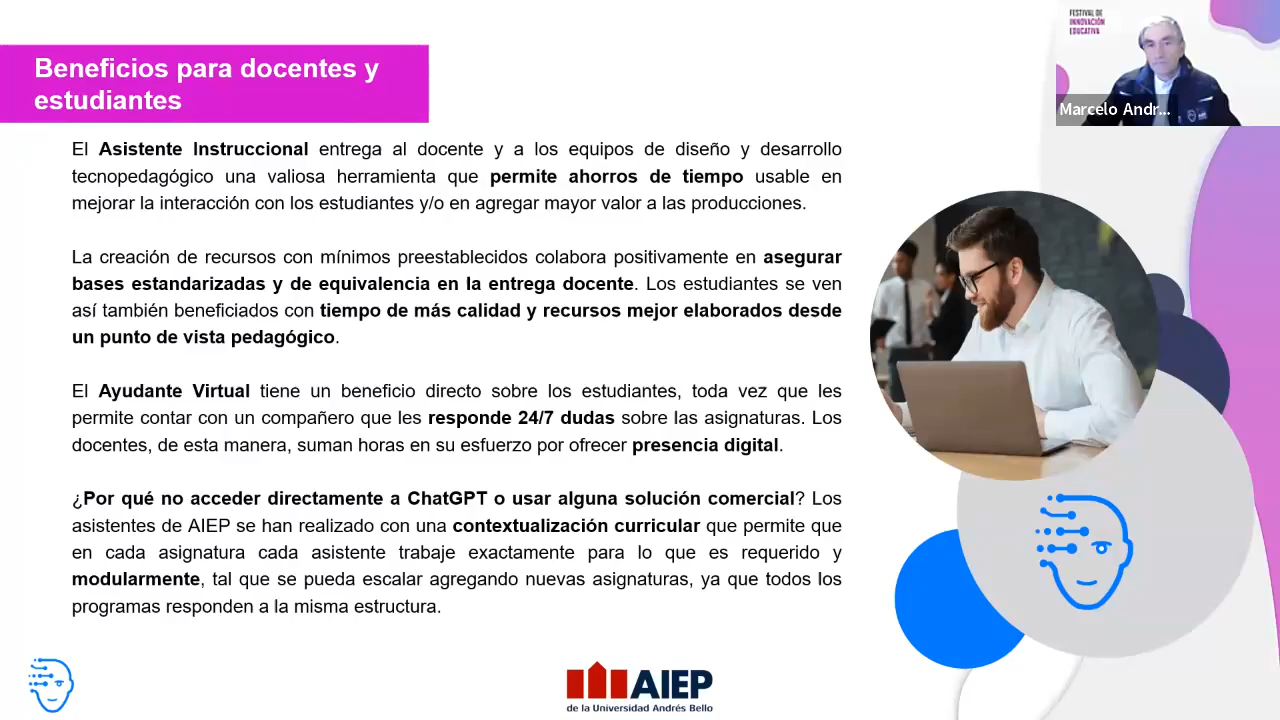 Beneficios para docentes y
estudiantes
FESTIVAL DE
INNOVACIÓN
EDUCATIVA
Marcelo Andr...
El Asistente Instruccional entrega al docente y a los equipos de diseño y desarrollo
tecnopedagógico una valiosa herramienta que permite ahorros de tiempo usable en
mejorar la interacción con los estudiantes y/o en agregar mayor valor a las producciones.
La creación de recursos con mínimos preestablecidos colabora positivamente en asegurar
bases estandarizadas y de equivalencia en la entrega docente. Los estudiantes se ven
así también beneficiados con tiempo de más calidad y recursos mejor elaborados desde
un punto de vista pedagógico.
El Ayudante Virtual tiene un beneficio directo sobre los estudiantes, toda vez que les
permite contar con un compañero que les responde 24/7 dudas sobre las asignaturas. Los
docentes, de esta manera, suman horas en su esfuerzo por ofrecer presencia digital.
¿Por qué no acceder directamente a ChatGPT o usar alguna solución comercial? Los
asistentes de AIEP se han realizado con una contextualización curricular que permite que
en cada asignatura cada asistente trabaje exactamente para lo que es requerido y
modularmente, tal que se pueda escalar agregando nuevas asignaturas, ya que todos los
programas responden a la misma estructura.
AIEP
de la Universidad Andrés Bello